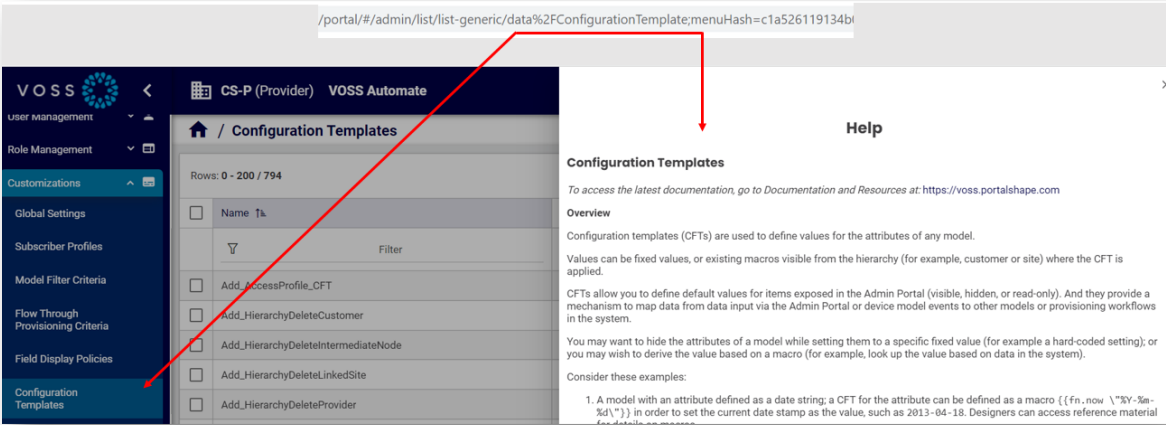 /portal/#/admin/list/list-generic/data%2FConfigurationTemplate;menuHash=c1a526119134b
VOSS
User Management
Role Management
Customizations
Global Settings
Subscriber Profiles
Model Filter Criteria
Flow Through
Provisioning Criteria
Field Display Policies
Configuration
Templates
CS-P (Provider) VOSS Automate
/ Configuration Templates
Rows: 0 - 200 / 794
Name
Filter
Add_AccessProfile_CFT
Add_HierarchyDeleteCustomer
Add_HierarchyDeleteIntermediateNode
Add_HierarchyDeleteLinkedSite
Add_HierarchyDeleteProvider
Help
Configuration Templates
To access the latest documentation, go to Documentation and Resources at: https://voss.portalshape.com
Overview
Configuration templates (CFTs) are used to define values for the attributes of any model.
Values can be fixed values, or existing macros visible from the hierarchy (for example, customer or site) where the CFT is
applied.
CFTs allow you to define default values for items exposed in the Admin Portal (visible, hidden, or read-only). And they provide a
mechanism to map data from data input via the Admin Portal or device model events to other models or provisioning workflows
in the system.
You may want to hide the attributes of a model while setting them to a specific fixed value (for example a hard-coded setting); or
you may wish to derive the value based on a macro (for example, look up the value based on data in the system).
Consider these examples:
1. A model with an attribute defined as a date string; a CFT for the attribute can be defined as a macro {{fn.now \"%Y-%m-
%d\"}} in order to set the current date stamp as the value, such as 2013-04-18. Designers can access reference material
for details on macros.